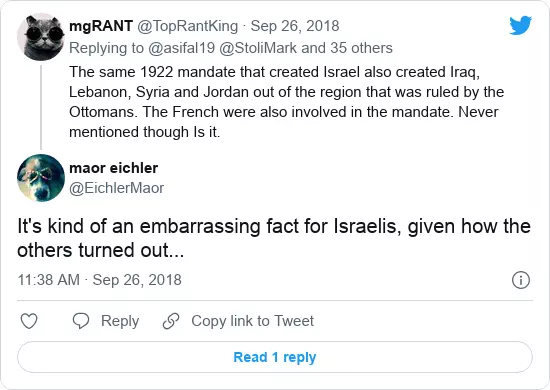 mgRANT @TopRantKing · Sep 26, 2018
Replying to @asifal19 @StoliMark and 35 others
The same 1922 mandate that created Israel also created Iraq,
Lebanon, Syria and Jordan out of the region that was ruled by the
Ottomans. The French were also involved in the mandate. Never
mentioned though Is it.
maor eichler
@EichlerMaor
It's kind of an embarrassing fact for Israelis, given how the
others turned out...
11:38 AM · Sep 26, 2018
Reply
Copy link to Tweet
Read 1 reply